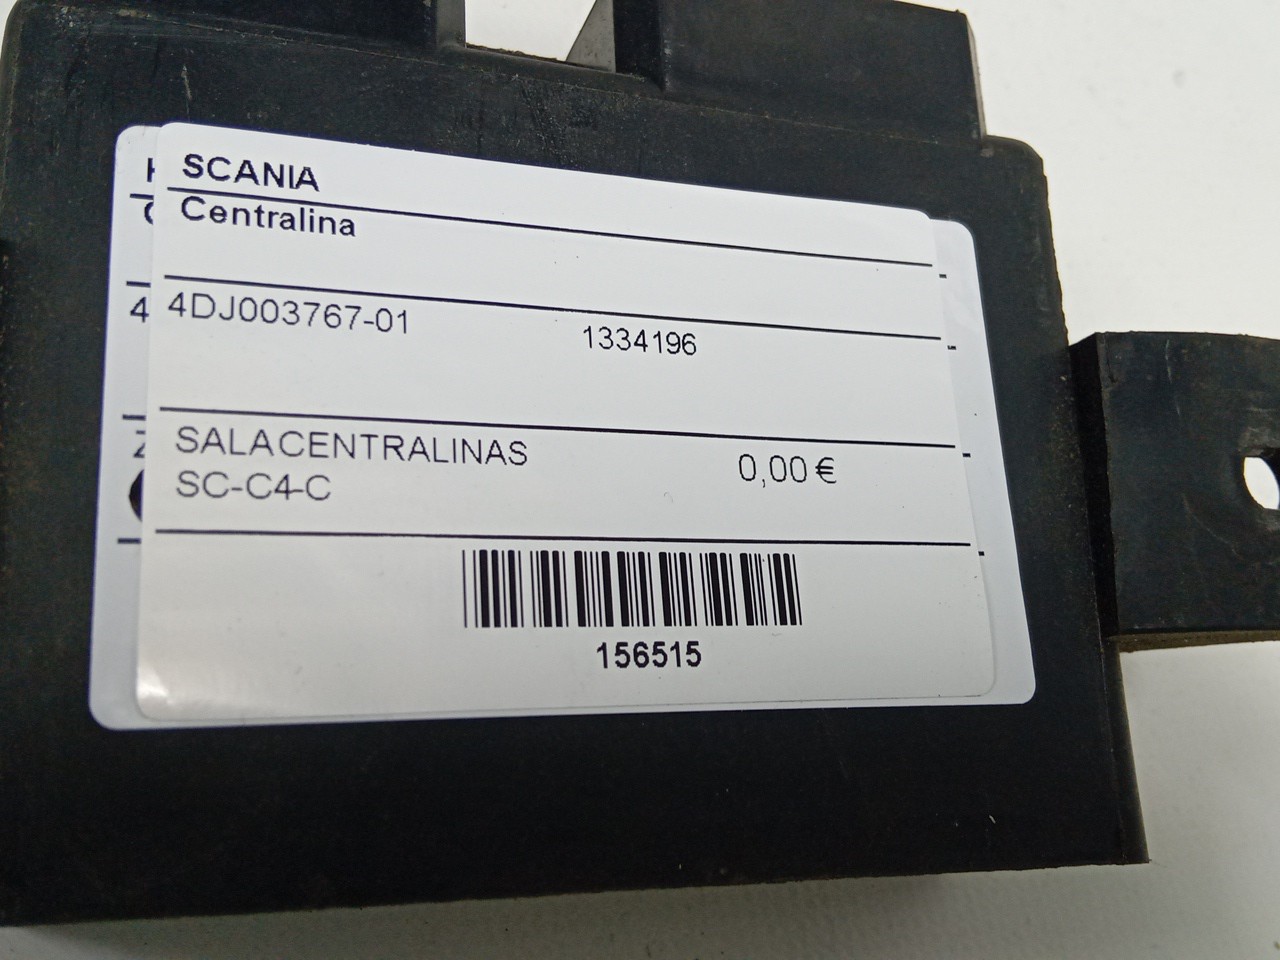 SCANIA
Centralina
4DJ003767-01 1334196
SALACENTRALINAS
SC-C4-C 0,00€
156515